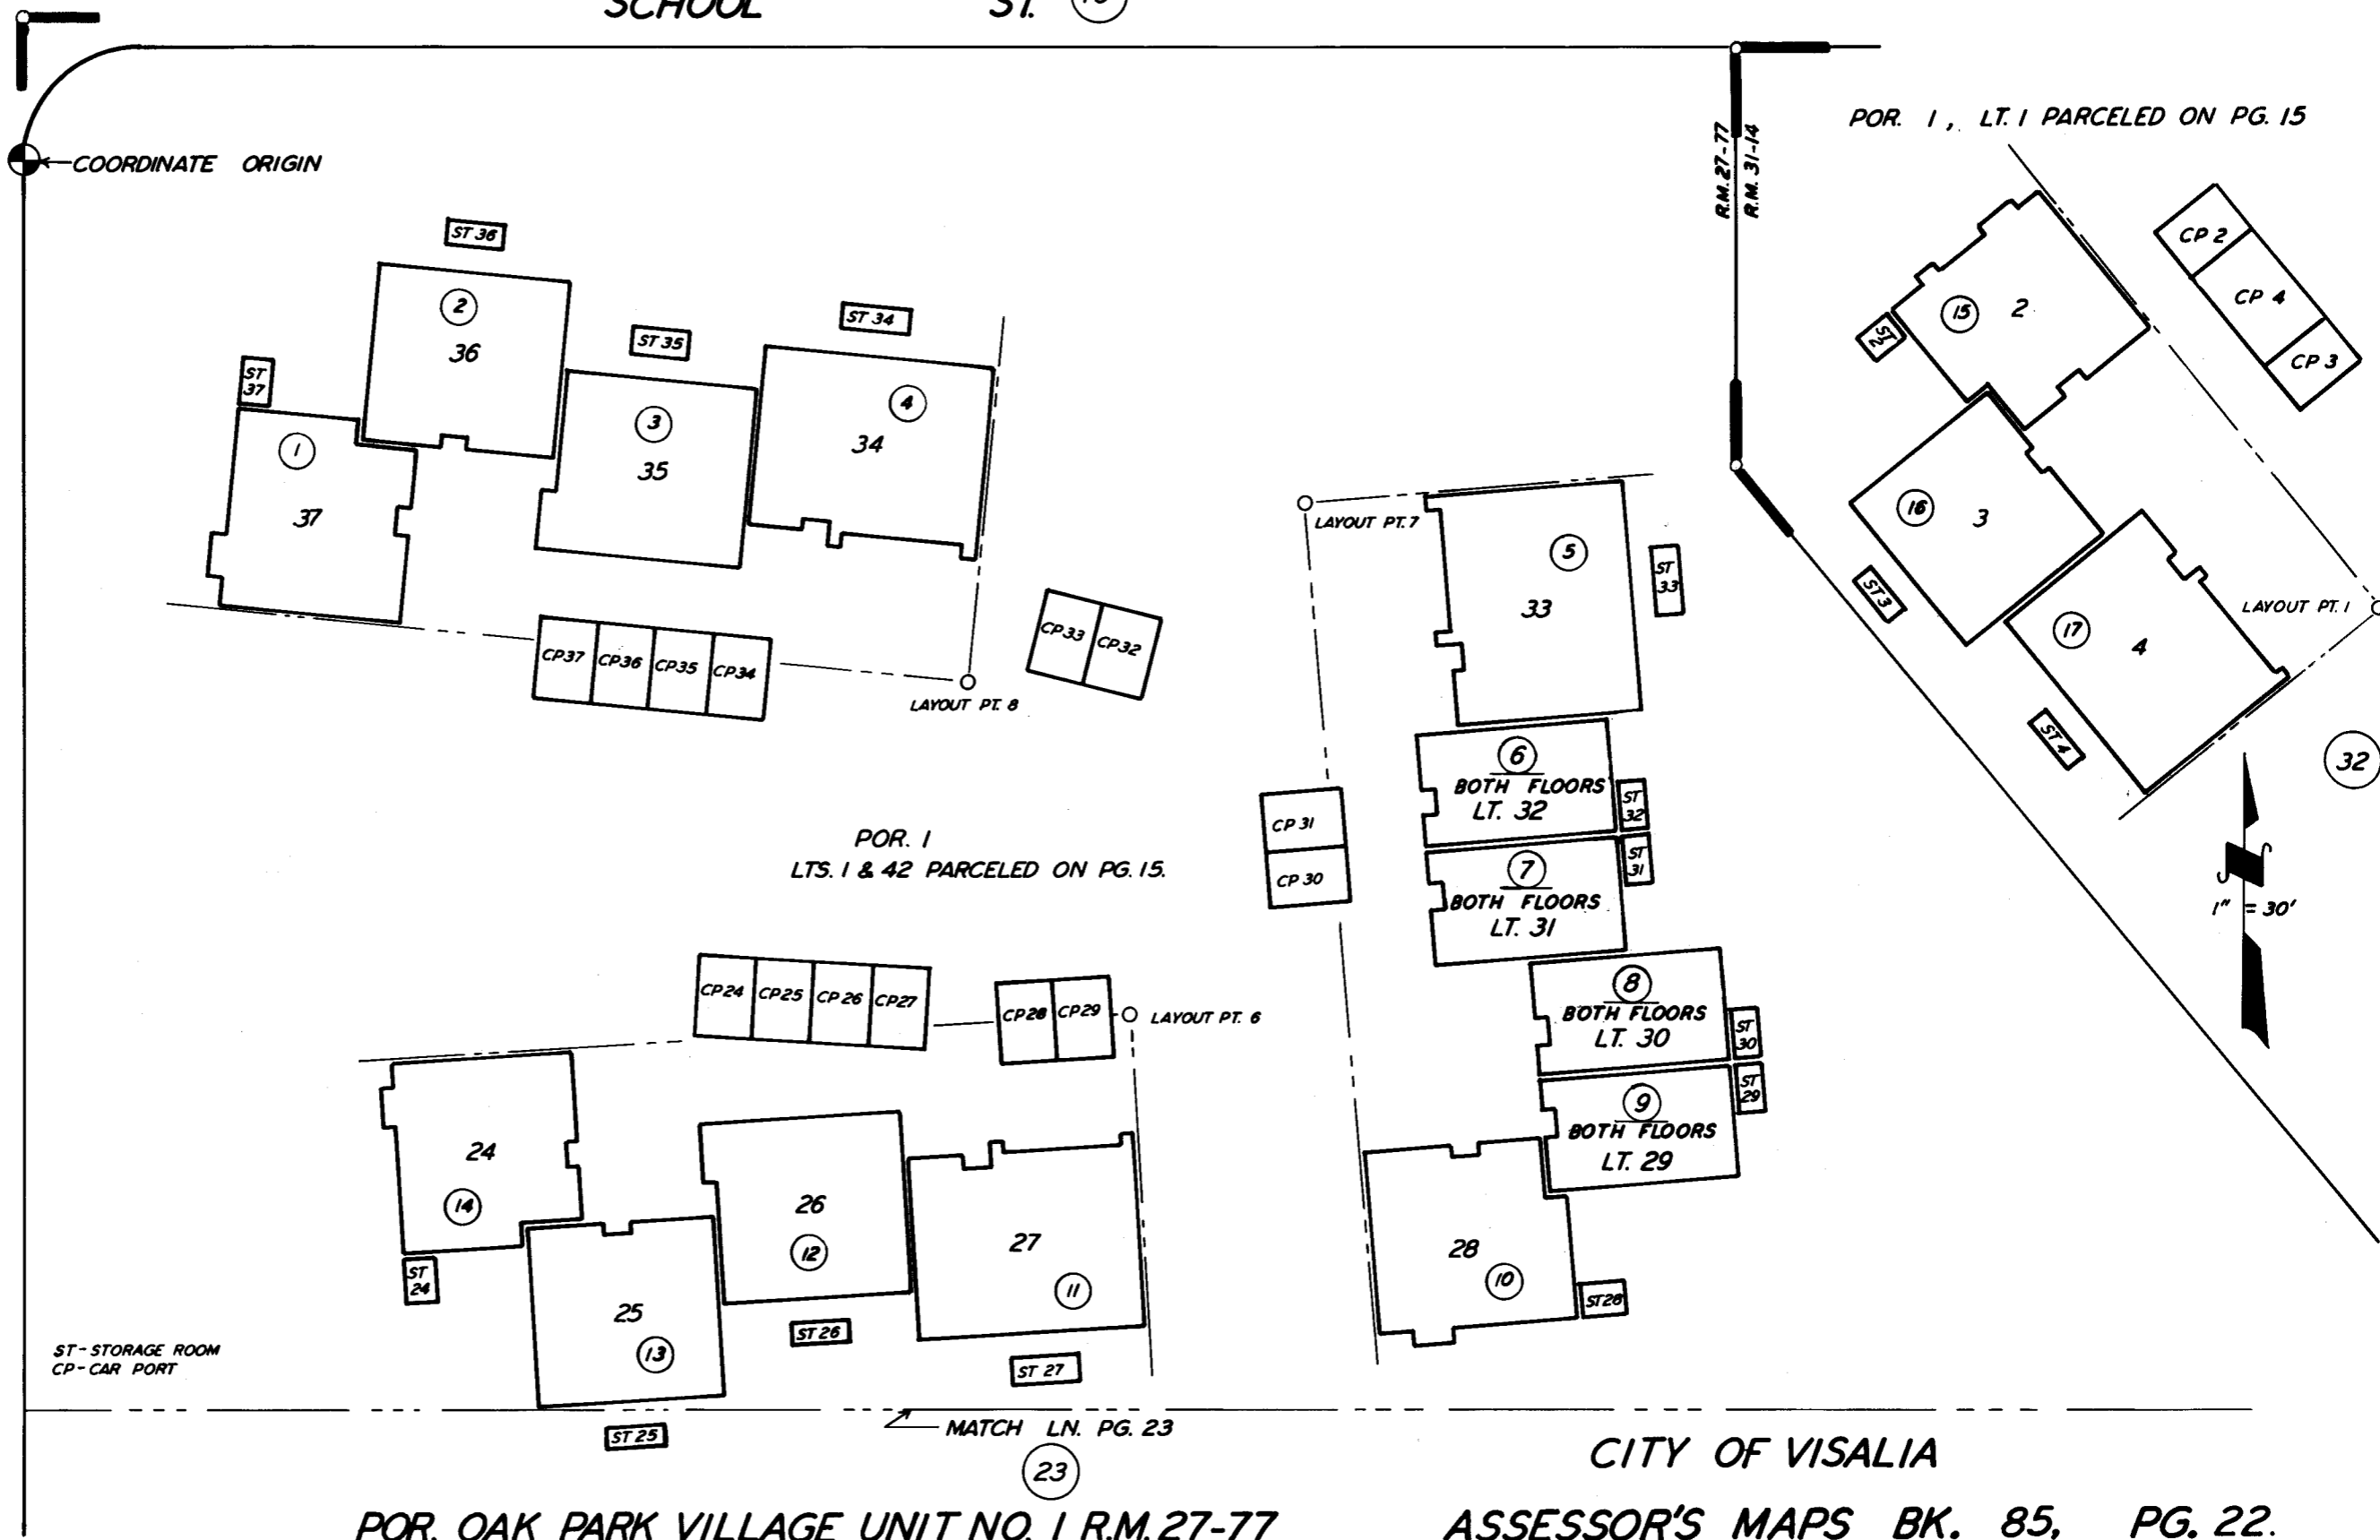 SCHOOL ST.
COORDINATE ORIGIN
R.M. 27-77
R.M. 31-14
POR. 1, LT. 1 PARCELED ON PG. 15
ST 36
2
36
ST 35
3
35
ST 34
4
34
ST
37
1
37
CP37 CP36 CP35 CP34
LAYOUT PT. 8
CP33 CP32
LAYOUT PT. 7
5
33
ST
33
CP 2
CP 4
CP 3
15 2
ST 2
16 3
ST3
17 4
ST 4
LAYOUT PT. 1
32
6
BOTH FLOORS
LT. 32
ST
32
CP 31
CP 30
7
BOTH FLOORS
LT. 31
ST
31
POR. 1
LTS. 1 & 42 PARCELED ON PG. 15.
1" = 30'
8
BOTH FLOORS
LT. 30
ST
30
9
BOTH FLOORS
LT. 29
ST
29
CP24 CP25 CP26 CP27
CP28 CP29
LAYOUT PT. 6
24
14
ST
24
25
13
ST 25
26
12
ST 26
27
11
ST 27
28
10
ST28
ST-STORAGE ROOM
CP-CAR PORT
MATCH LN. PG. 23
23
CITY OF VISALIA
POR. OAK PARK VILLAGE UNIT NO. 1 R.M. 27-77
ASSESSOR'S MAPS BK. 85, PG. 22.